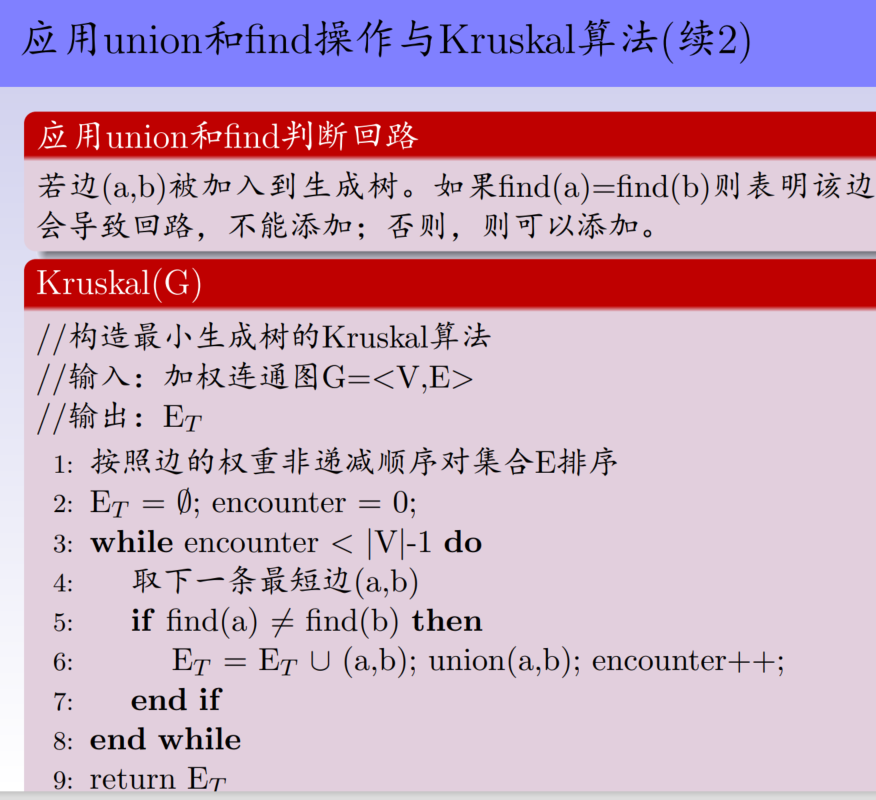 应用union和find操作与Kruskal算法(续2)
应用union和find判断回路
若边(a,b)被加入到生成树。如果find(a)=find(b)则表明该边
会导致回路，不能添加；否则，则可以添加。
Kruskal(G)
//构造最小生成树的Kruskal算法
//输入：加权连通图G=<V,E>
//输出：E_T
1: 按照边的权重非递减顺序对集合E排序
2: E_T = ∅; encounter = 0;
3: while encounter < |V|-1 do
4: 取下一条最短边(a,b)
5: if find(a) ≠ find(b) then
6: E_T = E_T ∪ (a,b); union(a,b); encounter++;
7: end if
8: end while
9: return E_T